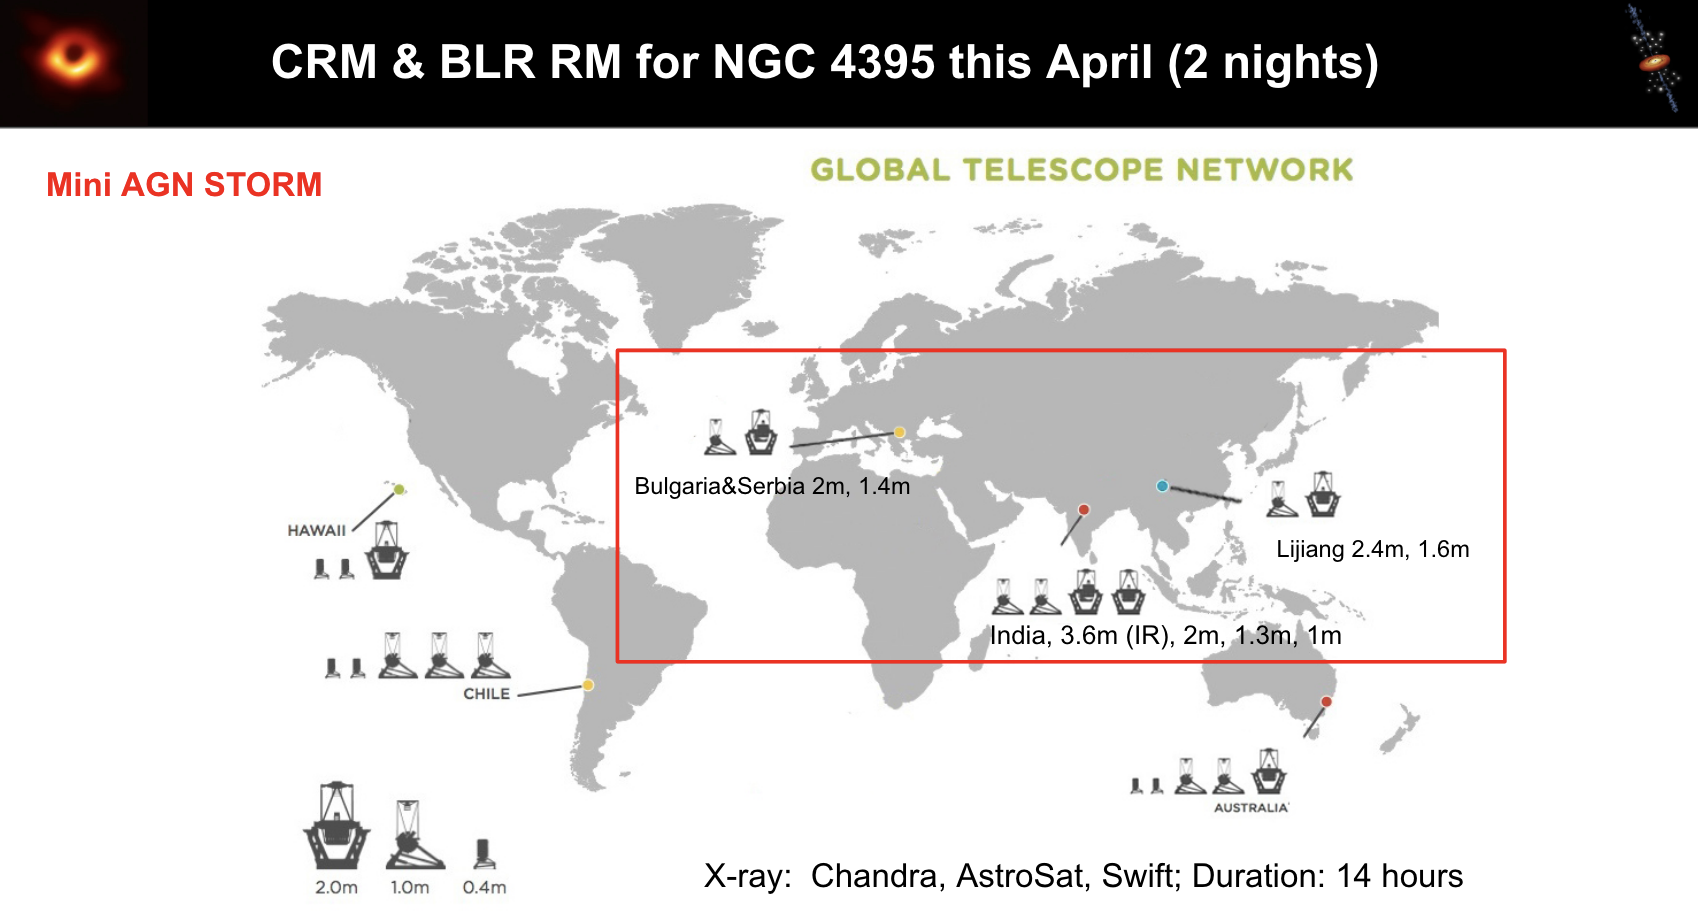 CRM & BLR RM for NGC 4395 this April (2 nights)
Mini AGN STORM
GLOBAL TELESCOPE NETWORK
Bulgaria&Serbia 2m, 1.4m
HAWAII
Lijiang 2.4m, 1.6m
India, 3.6m (IR), 2m, 1.3m, 1m
CHILE
AUSTRALIA
2.0m 1.0m 0.4m
X-ray: Chandra, AstroSat, Swift; Duration: 14 hours